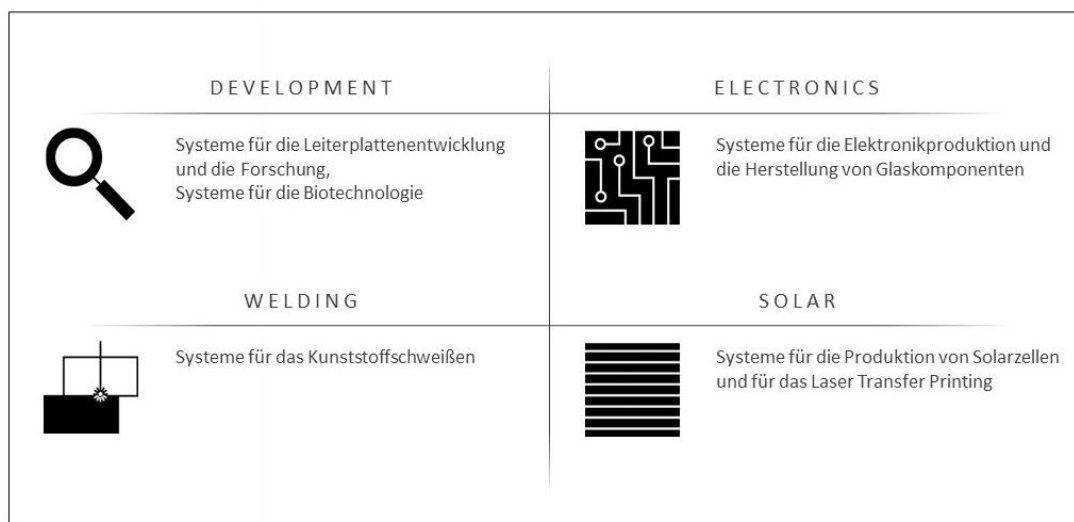 DEVELOPMENT
Systeme für die Leiterplattenentwicklung
und die Forschung,
Systeme für die Biotechnologie
ELECTRONICS
Systeme für die Elektronikproduktion und
die Herstellung von Glaskomponenten
WELDING
Systeme für das Kunststoffschweißen
SOLAR
Systeme für die Produktion von Solarzellen
und für das Laser Transfer Printing